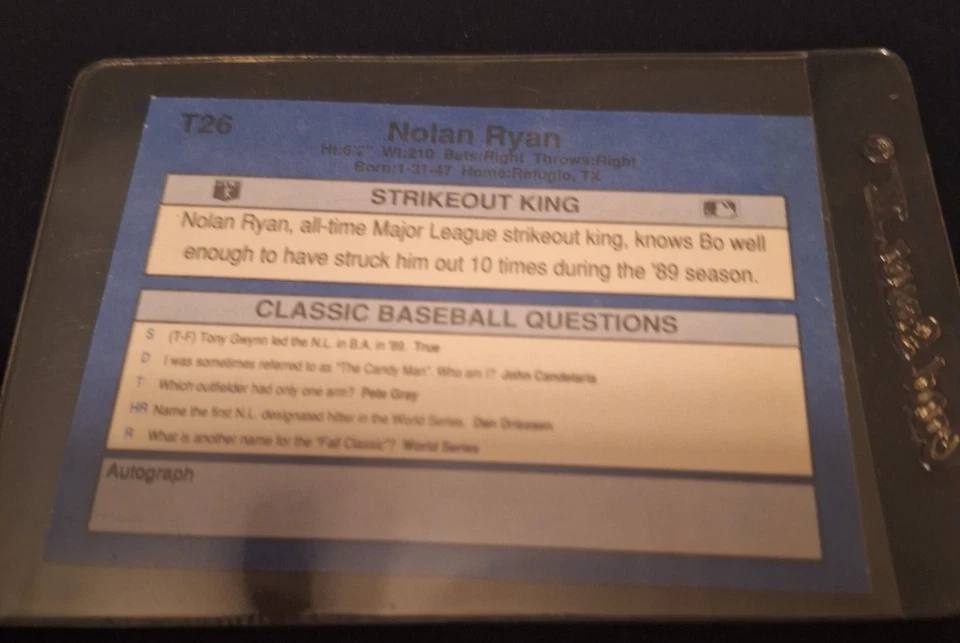 T26
Nolan Ryan
Ht:6'2" Wt:210 Bats:Right Throws:Right
Born:1-31-47 Home:Refugio, TX
STRIKEOUT KING
Nolan Ryan, all-time Major League strikeout king, knows Bo well
enough to have struck him out 10 times during the '89 season.
CLASSIC BASEBALL QUESTIONS
S (T-F) Tony Gwynn led the N.L. in B.A. in '89. True
D I was sometimes referred to as "The Candy Man". Who am I? John Candelaria
T Which outfielder had only one arm? Pete Gray
HR Name the first N.L. designated hitter in the World Series. Dan Driessen
R What is another name for the "Fall Classic"? World Series
Autograph